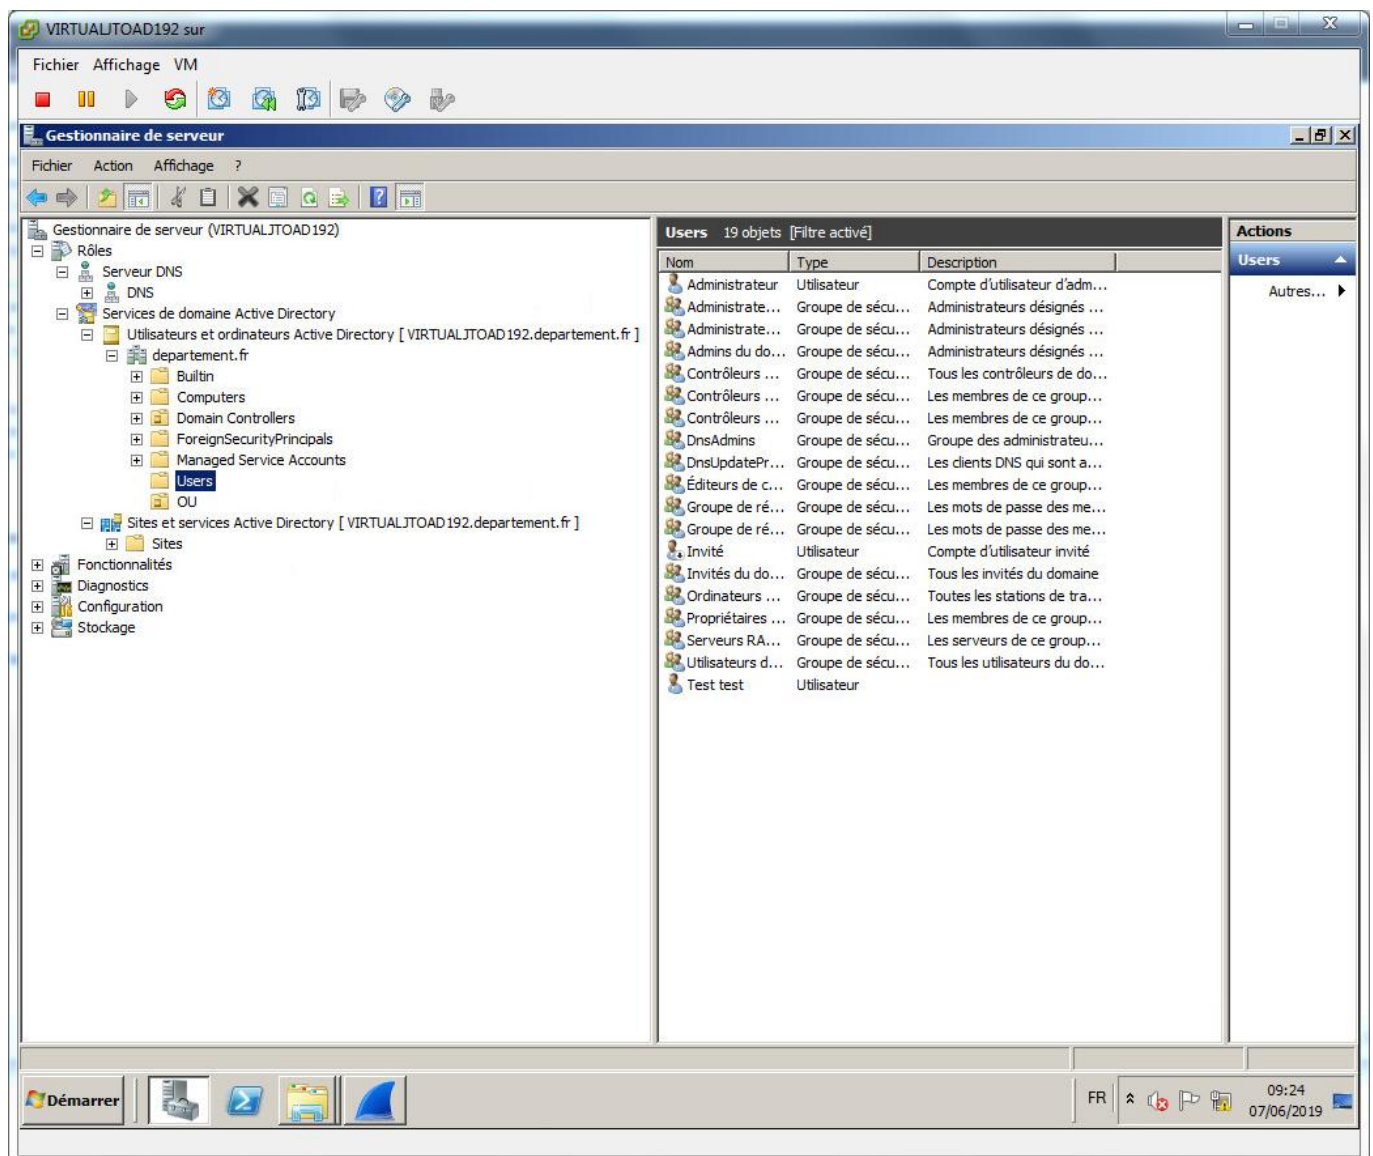 VIRTUALJTOAD192 sur
Fichier Affichage VM
Gestionnaire de serveur
Fichier Action Affichage ?
Gestionnaire de serveur (VIRTUALJTOAD192)
Rôles
Serveur DNS
DNS
Services de domaine Active Directory
Utilisateurs et ordinateurs Active Directory [ VIRTUALJTOAD192.departement.fr ]
departement.fr
Builtin
Computers
Domain Controllers
ForeignSecurityPrincipals
Managed Service Accounts
Users
OU
Sites et services Active Directory [ VIRTUALJTOAD192.departement.fr ]
Sites
Fonctionnalités
Diagnostics
Configuration
Stockage
Users 19 objets [Filtre activé]
Nom Type Description
Administrateur Utilisateur Compte d'utilisateur d'adm...
Administrate... Groupe de sécu... Administrateurs désignés ...
Administrate... Groupe de sécu... Administrateurs désignés ...
Admins du do... Groupe de sécu... Administrateurs désignés ...
Contrôleurs ... Groupe de sécu... Tous les contrôleurs de do...
Contrôleurs ... Groupe de sécu... Les membres de ce group...
Contrôleurs ... Groupe de sécu... Les membres de ce group...
DnsAdmins Groupe de sécu... Groupe des administrateu...
DnsUpdatePr... Groupe de sécu... Les clients DNS qui sont a...
Éditeurs de c... Groupe de sécu... Les membres de ce group...
Groupe de ré... Groupe de sécu... Les mots de passe des me...
Groupe de ré... Groupe de sécu... Les mots de passe des me...
Invité Utilisateur Compte d'utilisateur invité
Invités du do... Groupe de sécu... Tous les invités du domaine
Ordinateurs ... Groupe de sécu... Toutes les stations de tra...
Propriétaires ... Groupe de sécu... Les membres de ce group...
Serveurs RA... Groupe de sécu... Les serveurs de ce group...
Utilisateurs d... Groupe de sécu... Tous les utilisateurs du do...
Test test Utilisateur
Actions
Users
Autres...
Démarrer
FR
09:24
07/06/2019